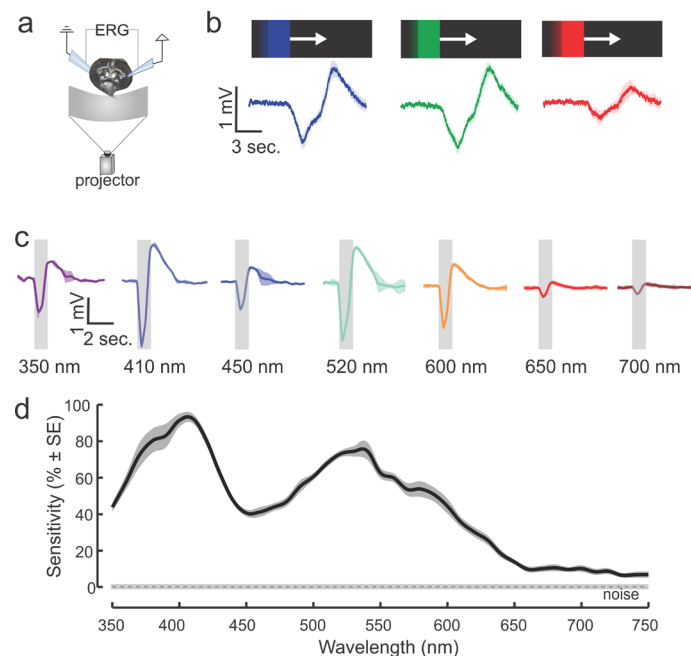 a
ERG
projector
b
1 mV
3 sec.
c
1 mV
2 sec.
350 nm
410 nm
450 nm
520 nm
600 nm
650 nm
700 nm
d
Sensitivity (% ± SE)
100
80
60
40
20
0
noise
350
400
450
500
550
600
650
700
750
Wavelength (nm)